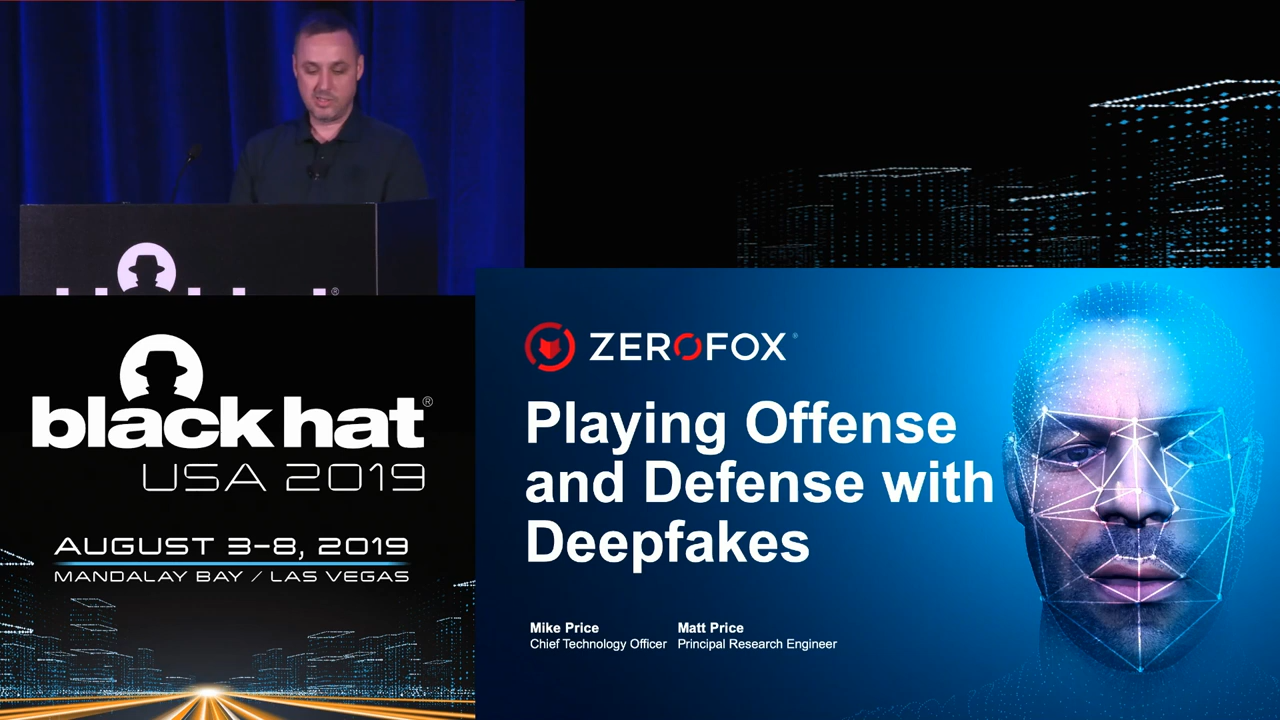 black hat®
USA 2019
AUGUST 3-8, 2019
MANDALAY BAY / LAS VEGAS
ZEROFOX®
Playing Offense
and Defense with
Deepfakes
Mike Price
Chief Technology Officer
Matt Price
Principal Research Engineer